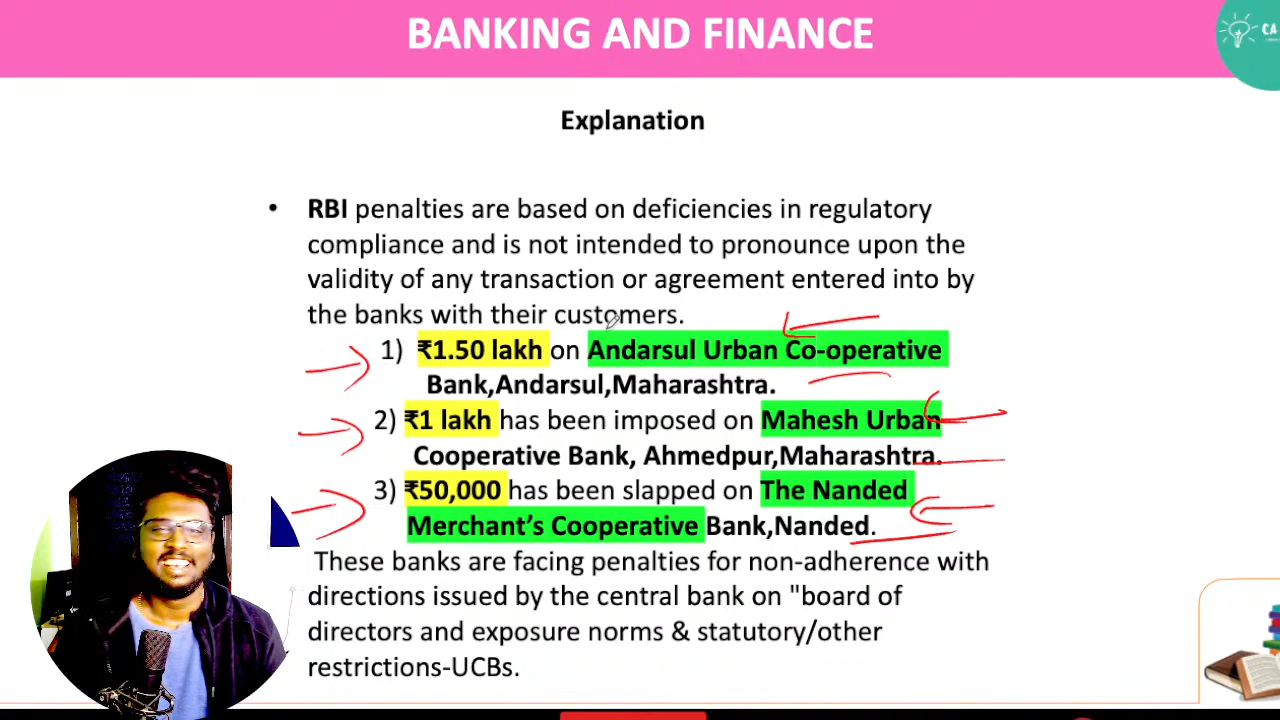 BANKING AND FINANCE
CA
Explanation
• RBI penalties are based on deficiencies in regulatory
compliance and is not intended to pronounce upon the
validity of any transaction or agreement entered into by
the banks with their customers.
1) ₹1.50 lakh on Andarsul Urban Co-operative
Bank,Andarsul,Maharashtra.
2) ₹1 lakh has been imposed on Mahesh Urban
Cooperative Bank, Ahmedpur,Maharashtra.
3) ₹50,000 has been slapped on The Nanded
Merchant's Cooperative Bank,Nanded.
These banks are facing penalties for non-adherence with
directions issued by the central bank on "board of
directors and exposure norms & statutory/other
restrictions-UCBs.